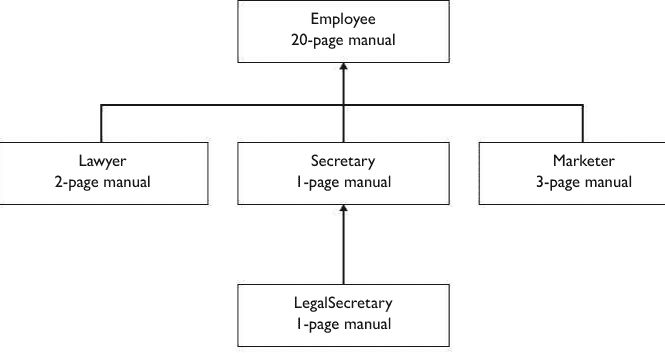 Employee
20-page manual
Lawyer
2-page manual
Secretary
1-page manual
Marketer
3-page manual
LegalSecretary
1-page manual